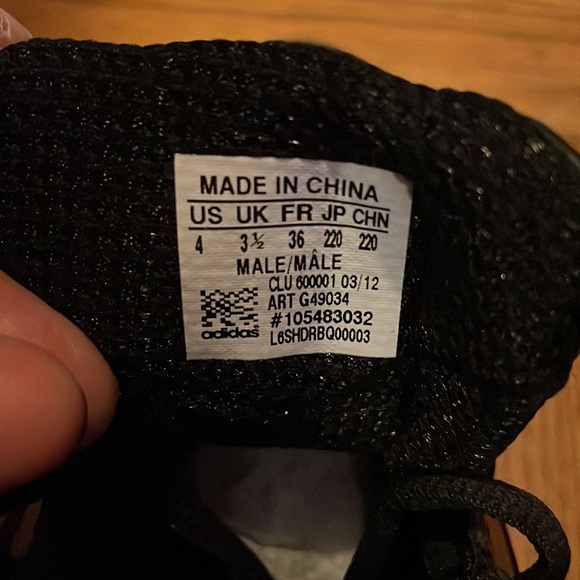 MADE IN CHINA
US UK FR JP CHN
4 3½ 36 220 220
MALE/MÂLE
CLU 600001 03/12
ART G49034
#105483032
adidas L6SHDRBQ00003